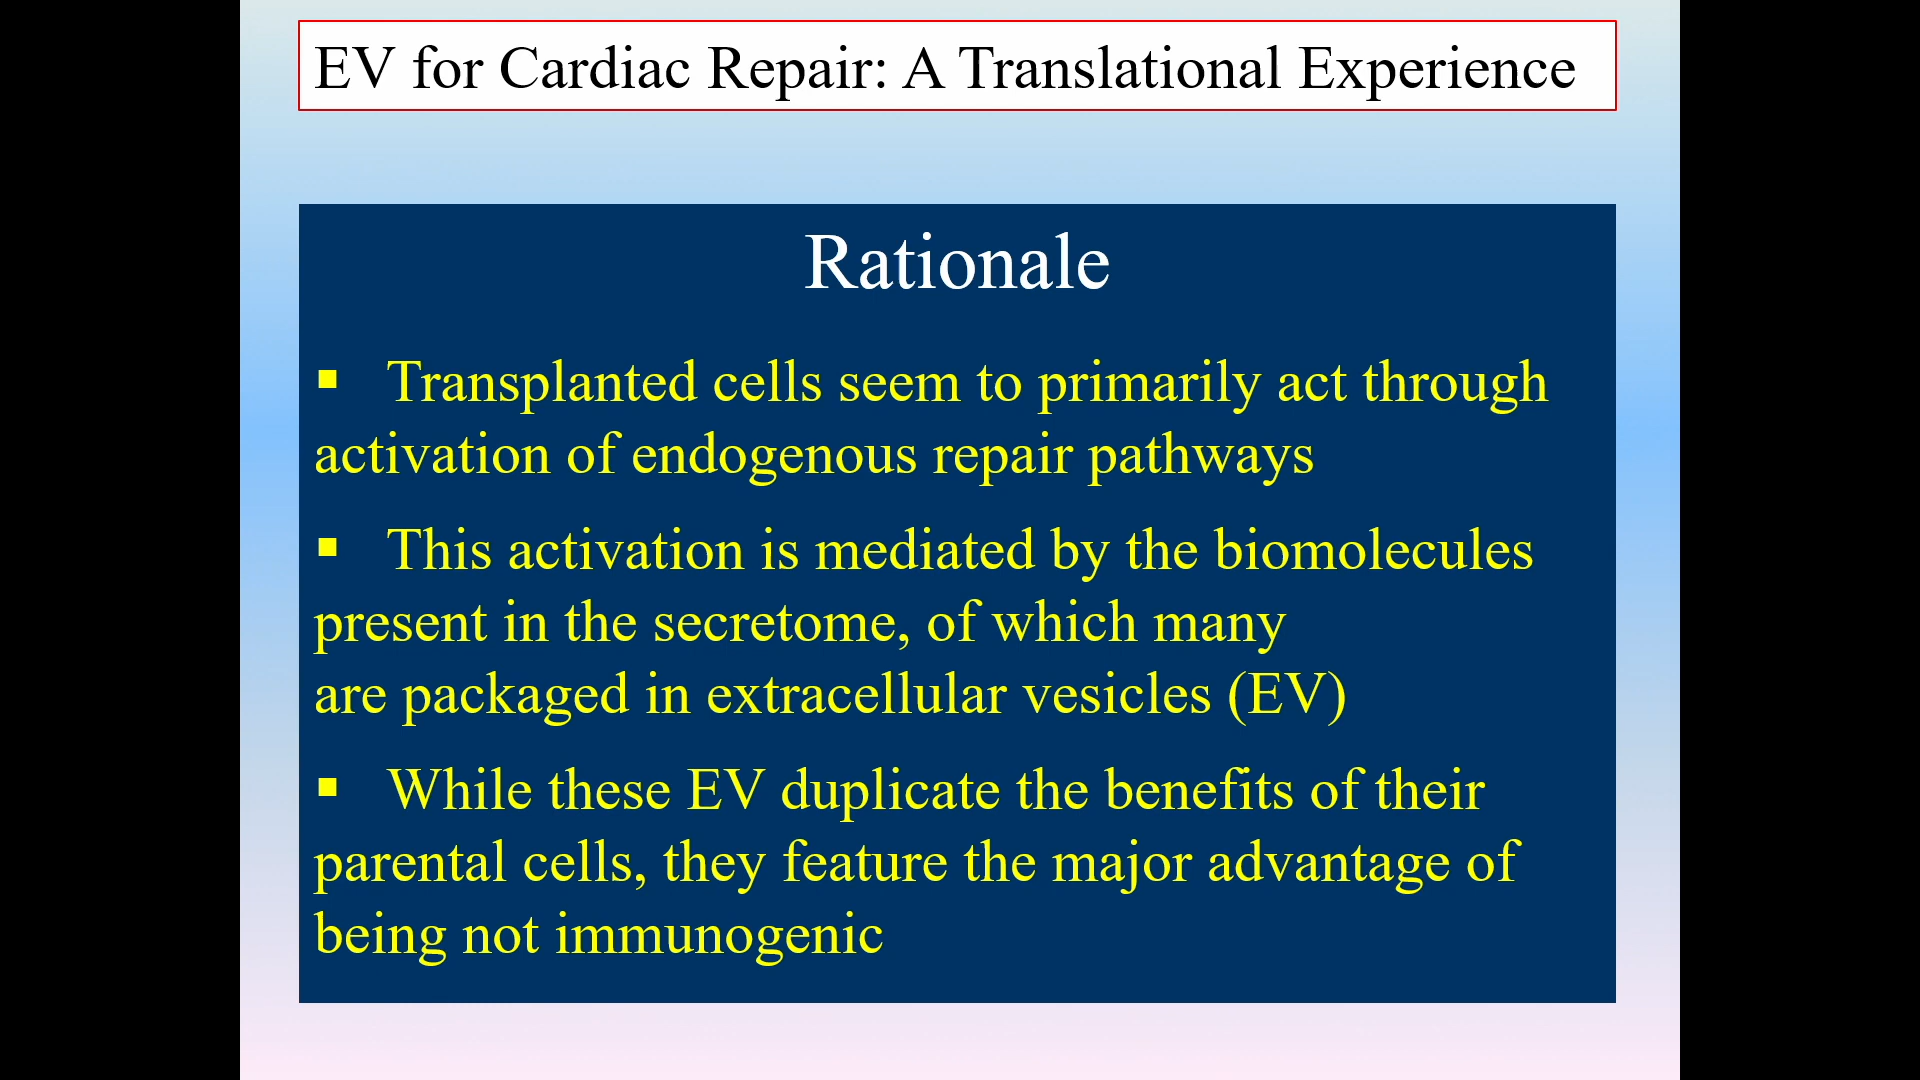 EV for Cardiac Repair: A Translational Experience
Rationale
▪ Transplanted cells seem to primarily act through
activation of endogenous repair pathways
▪ This activation is mediated by the biomolecules
present in the secretome, of which many
are packaged in extracellular vesicles (EV)
▪ While these EV duplicate the benefits of their
parental cells, they feature the major advantage of
being not immunogenic